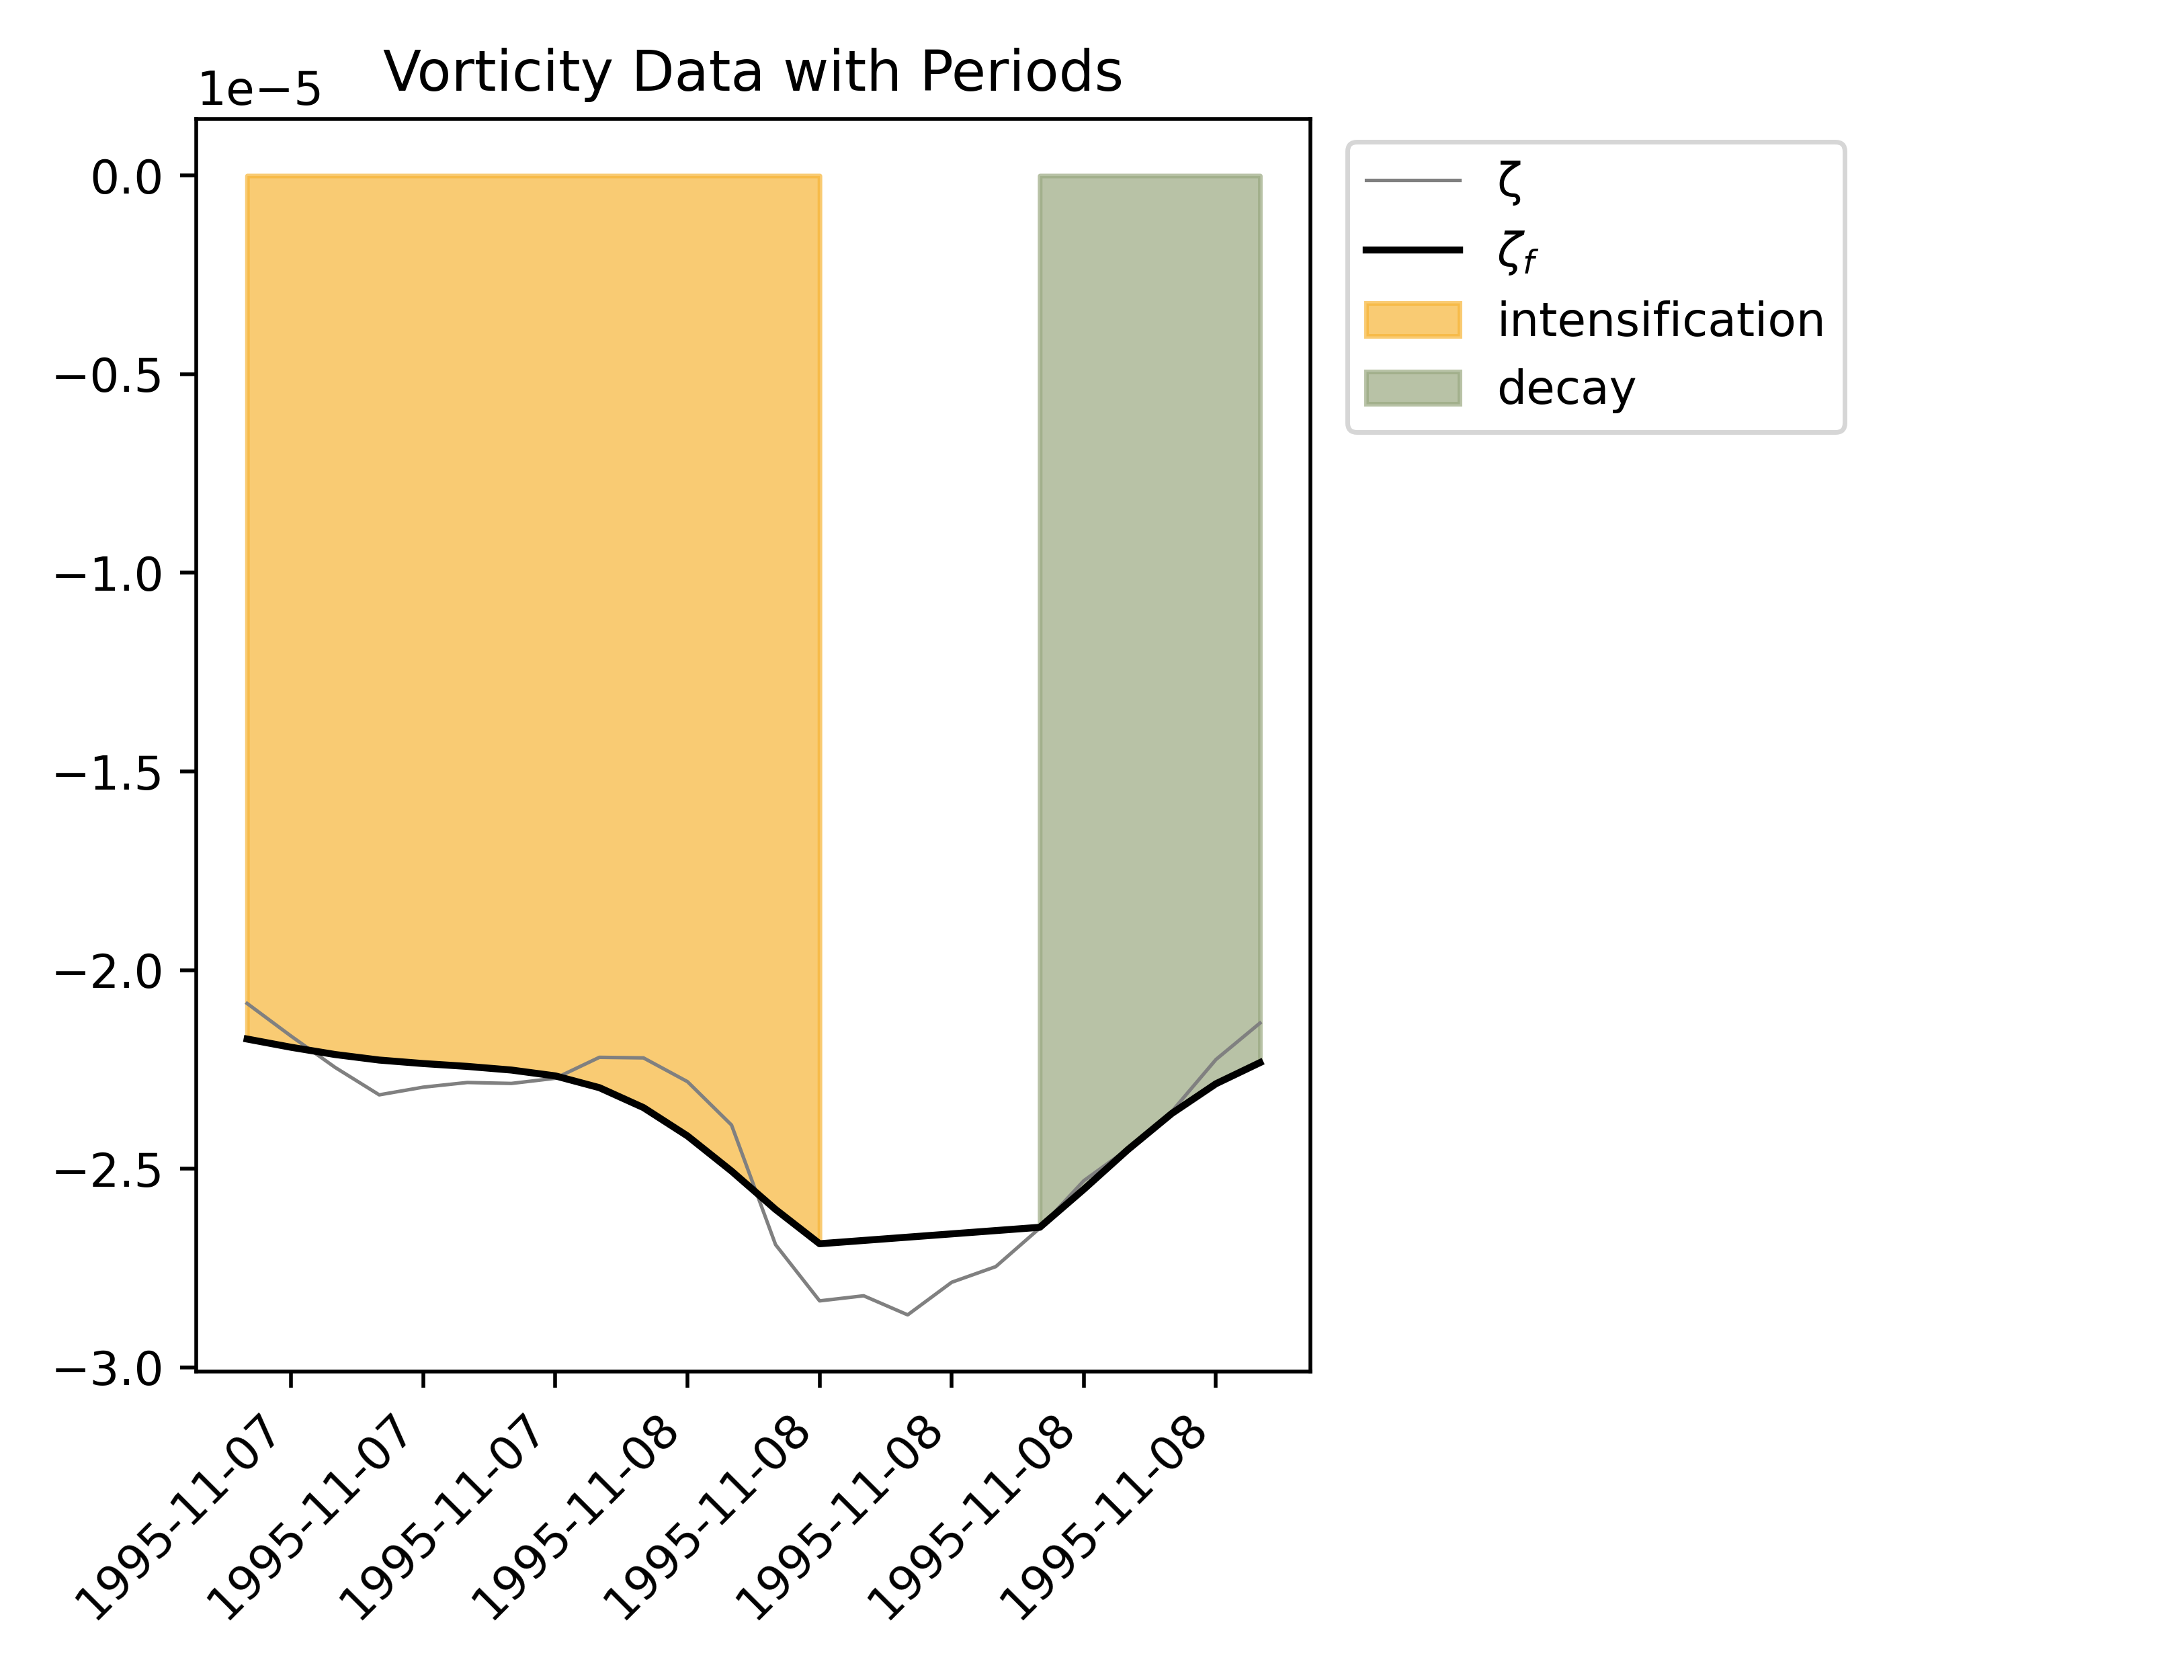 Vorticity Data with Periods
1e−5
0.0
−0.5
−1.0
−1.5
−2.0
−2.5
−3.0
1995-11-07
1995-11-07
1995-11-07
1995-11-08
1995-11-08
1995-11-08
1995-11-08
1995-11-08
ζ
ζf
intensification
decay